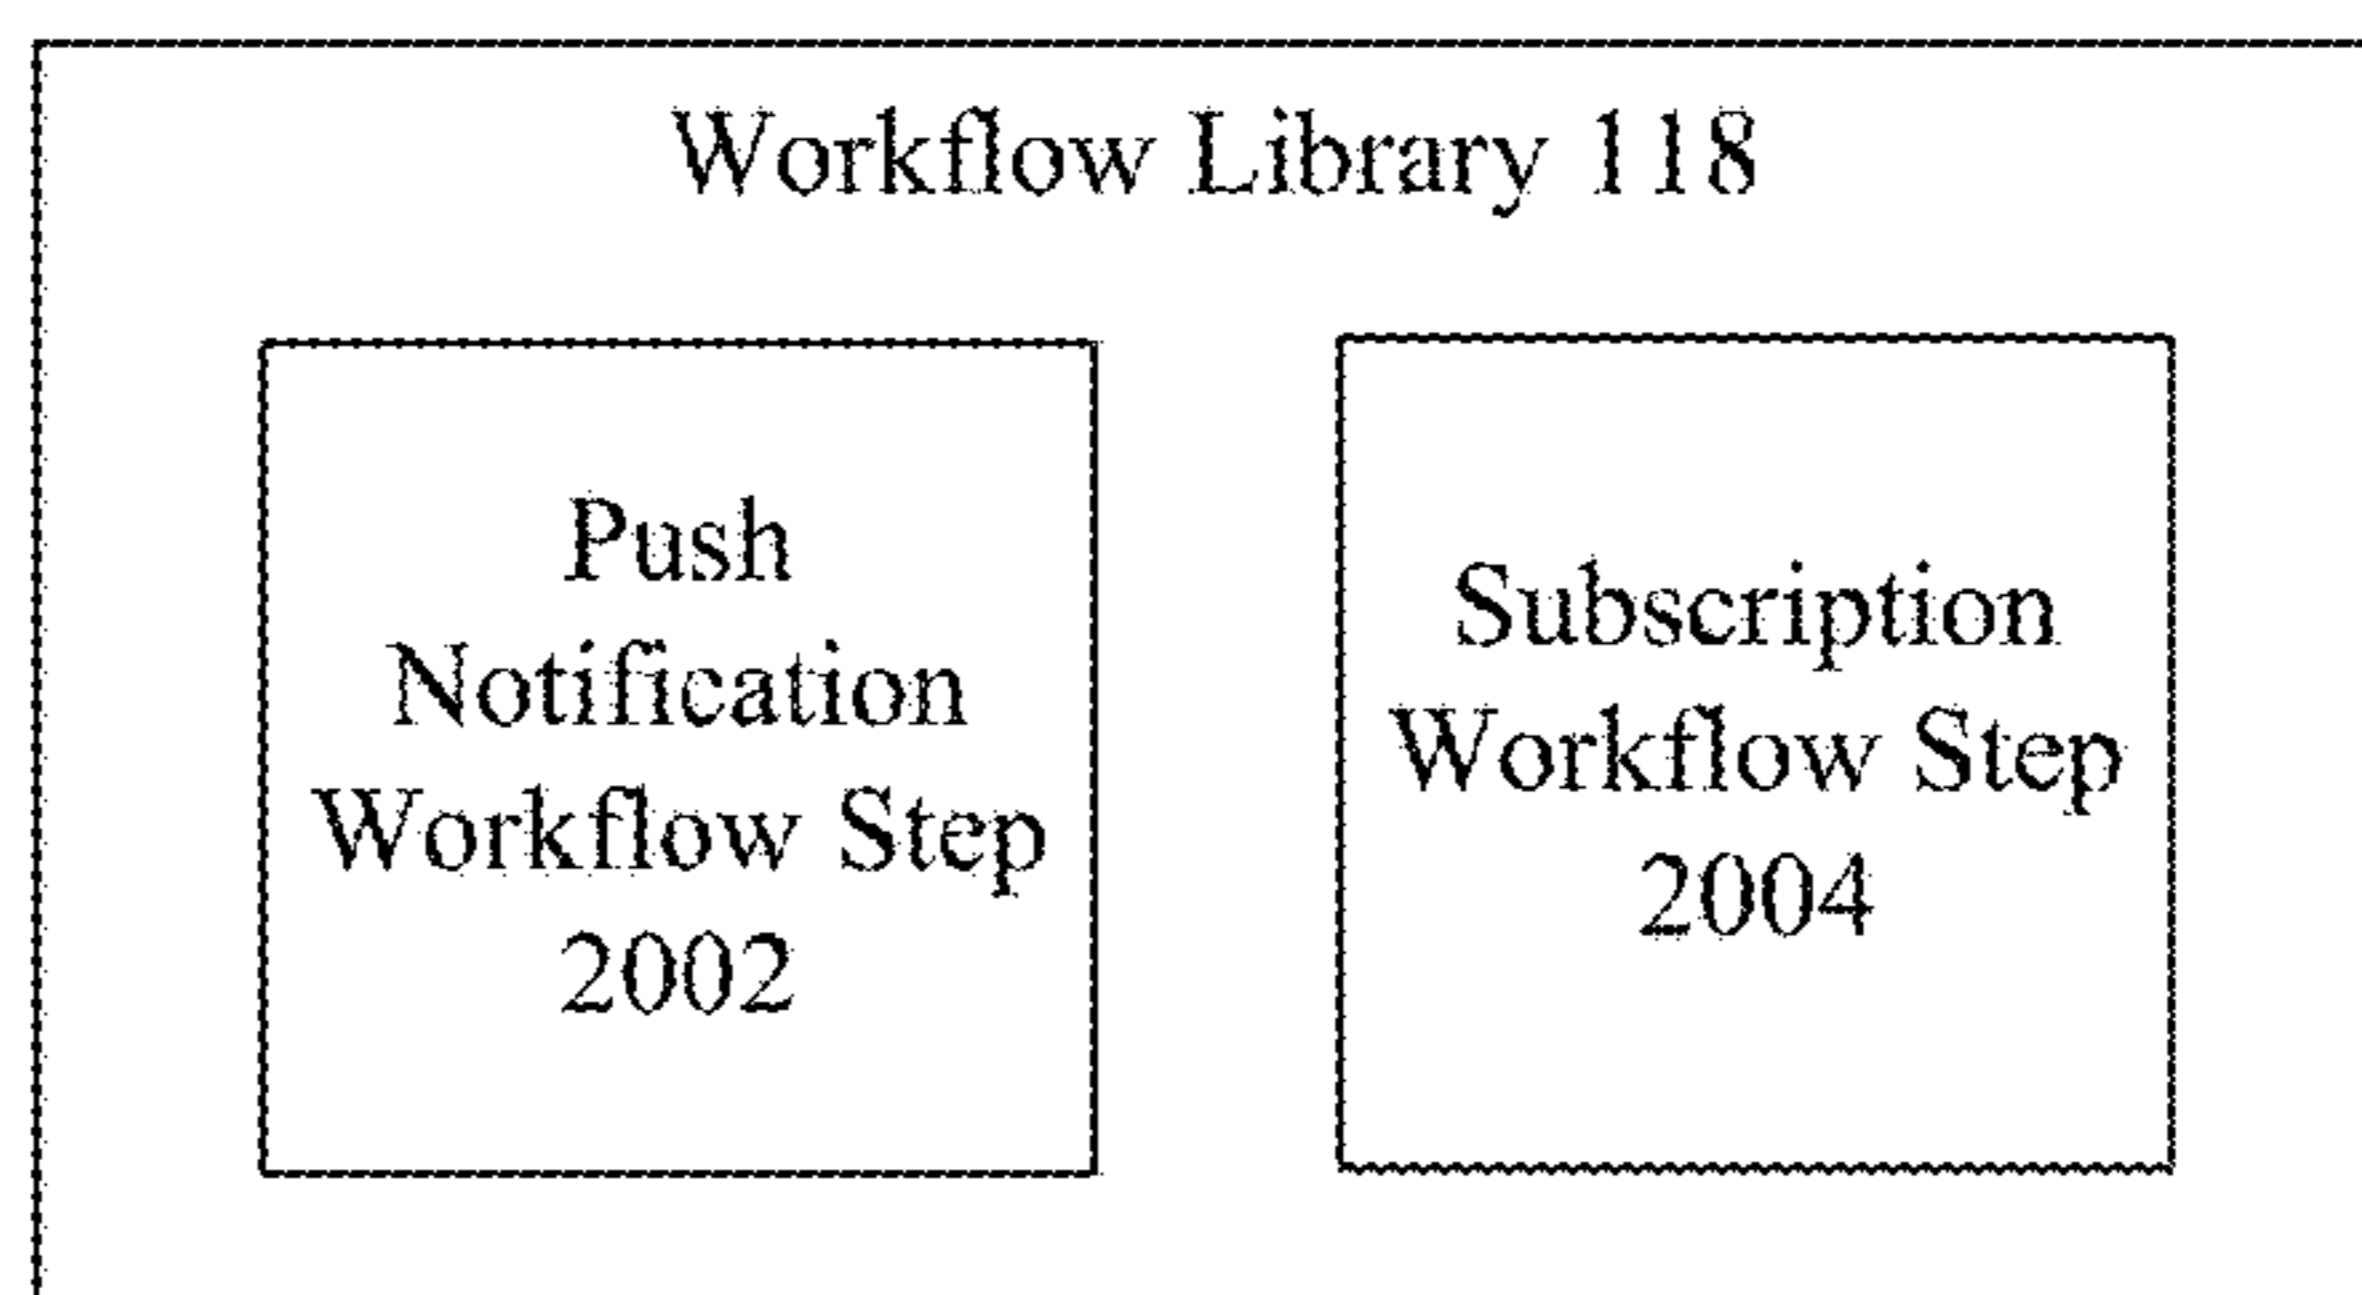 Workflow Library 118
Push
Notification
Workflow Step
2002
Subscription
Workflow Step
2004